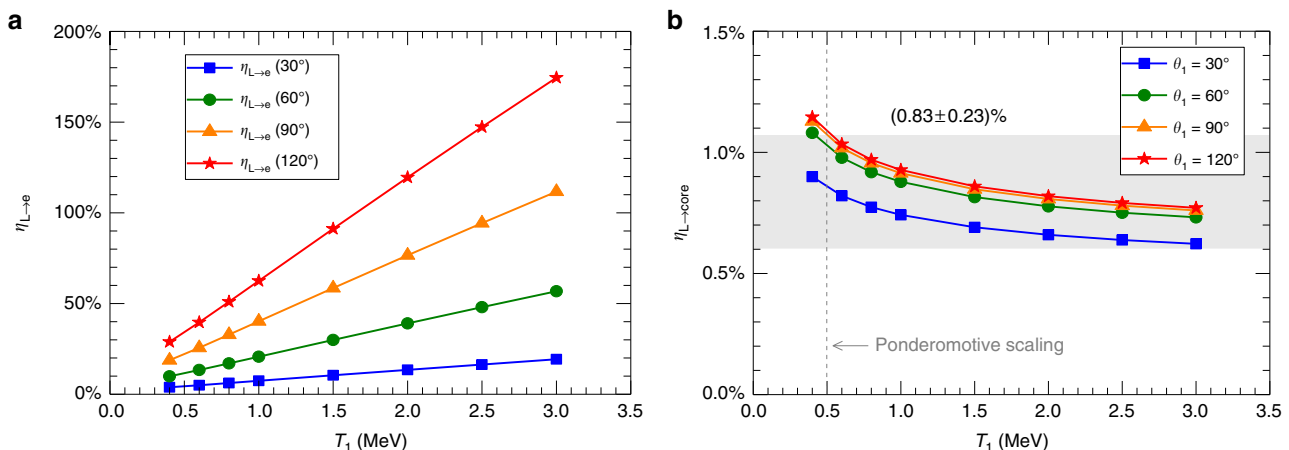 a
200%
150%
100%
50%
0%
η_L→e
η_L→e (30°)
η_L→e (60°)
η_L→e (90°)
η_L→e (120°)
0.0 0.5 1.0 1.5 2.0 2.5 3.0 3.5
T_1 (MeV)
b
1.5%
1.0%
0.5%
0.0%
η_L→core
θ_1 = 30°
θ_1 = 60°
θ_1 = 90°
θ_1 = 120°
(0.83±0.23)%
Ponderomotive scaling
0.0 0.5 1.0 1.5 2.0 2.5 3.0 3.5
T_1 (MeV)